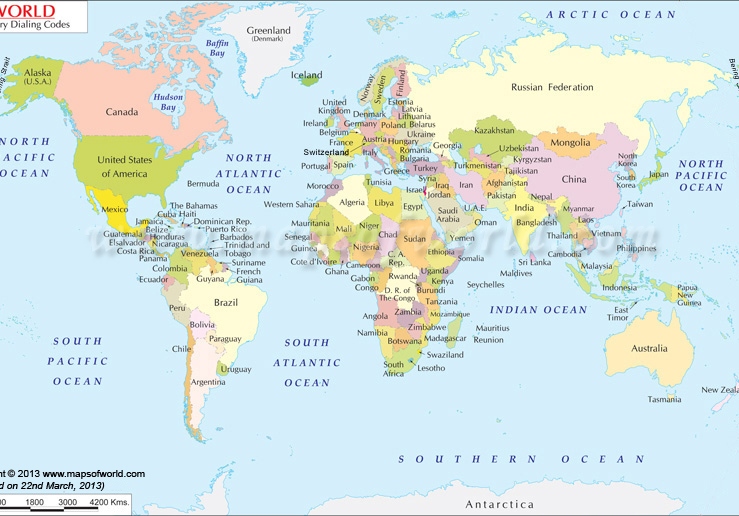 WORLD
ry Dialing Codes
ARCTIC OCEAN
Greenland
(Denmark)
Baffin
Bay
Alaska
(U.S.A.)
Iceland
Canada
Hudson
Bay
Russian Federation
Norway
Sweden
Finland
United
Kingdom
Estonia
Latvia
Denmark
Lithuania
Ireland
Germany
Poland
Belarus
Belgium
Ukraine
France
Austria
Hungary
Switzerland
Italy
Romania
Bulgaria
Georgia
Kazakhstan
Mongolia
Uzbekistan
Kyrgyzstan
Turkmenistan
Tajikistan
Portugal
Spain
Greece
Turkey
Syria
Iraq
Iran
Afghanistan
Pakistan
China
North
Korea
South
Korea
Japan
NORTH
PACIFIC
OCEAN
NORTH
ACIFIC
OCEAN
United States
of America
NORTH
ATLANTIC
OCEAN
Bermuda
Morocco
Tunisia
Israel
Jordan
Algeria
Libya
Egypt
Saudi
Arabia
U.A.E.
Oman
Nepal
India
Bangladesh
Myanmar
Laos
Taiwan
Mexico
The Bahamas
Cuba
Haiti
Jamaica
Dominican Rep.
Belize
Puerto Rico
Guatemala
Honduras
Barbados
Elsalvador
Nicaragua
Trinidad and
Tobago
Costa Rica
Panama
Venezuela
Suriname
French
Guiana
Colombia
Guyana
Ecuador
Western Sahara
Mauritania
Mali
Niger
Chad
Sudan
Yemen
Senegal
Guinea
Nigeria
Ethiopia
Somalia
Cote d'Ivoire
Ghana
Cameroon
C. A.
Rep.
Gabon
Congo
Rwanda
Uganda
Kenya
D. R. of
The Congo
Burundi
Tanzania
Seychelles
Thailand
Vietnam
Philippines
Sri Lanka
Cambodia
Maldives
Malaysia
Indonesia
Papua
New Guinea
East
Timor
INDIAN OCEAN
Brazil
Peru
Bolivia
Paraguay
Chile
Uruguay
Argentina
Angola
Zambia
Mozambique
Namibia
Zimbabwe
Botswana
Madagascar
Mauritius
Reunion
Swaziland
South
Africa
Lesotho
Australia
Tasmania
New Zeala
SOUTH
PACIFIC
OCEAN
SOUTH
ATLANTIC
OCEAN
SOUTHERN OCEAN
Antarctica
t © 2013 www.mapsofworld.com
d on 22nd March, 2013)
00 1800 3000 4200 Kms.